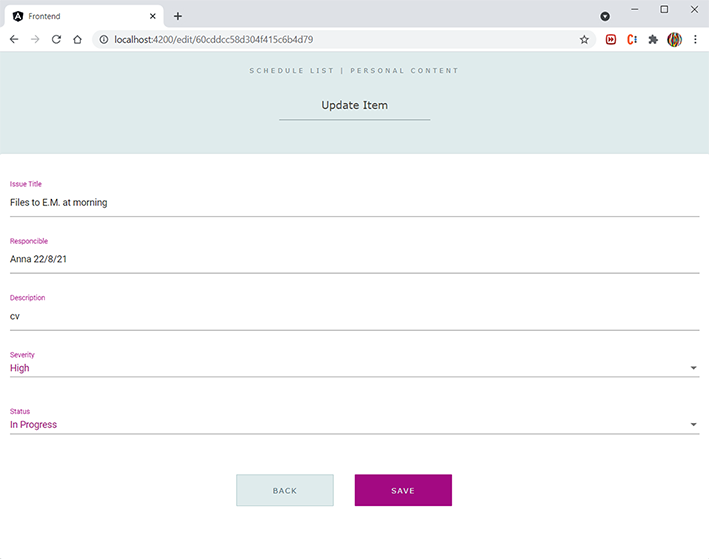 Frontend
localhost:4200/edit/60cddcc58d304f415c6b4d79
SCHEDULE LIST | PERSONAL CONTENT
Update Item
Issue Title
Files to E.M. at morning
Responcible
Anna 22/8/21
Description
cv
Severity
High
Status
In Progress
BACK SAVE